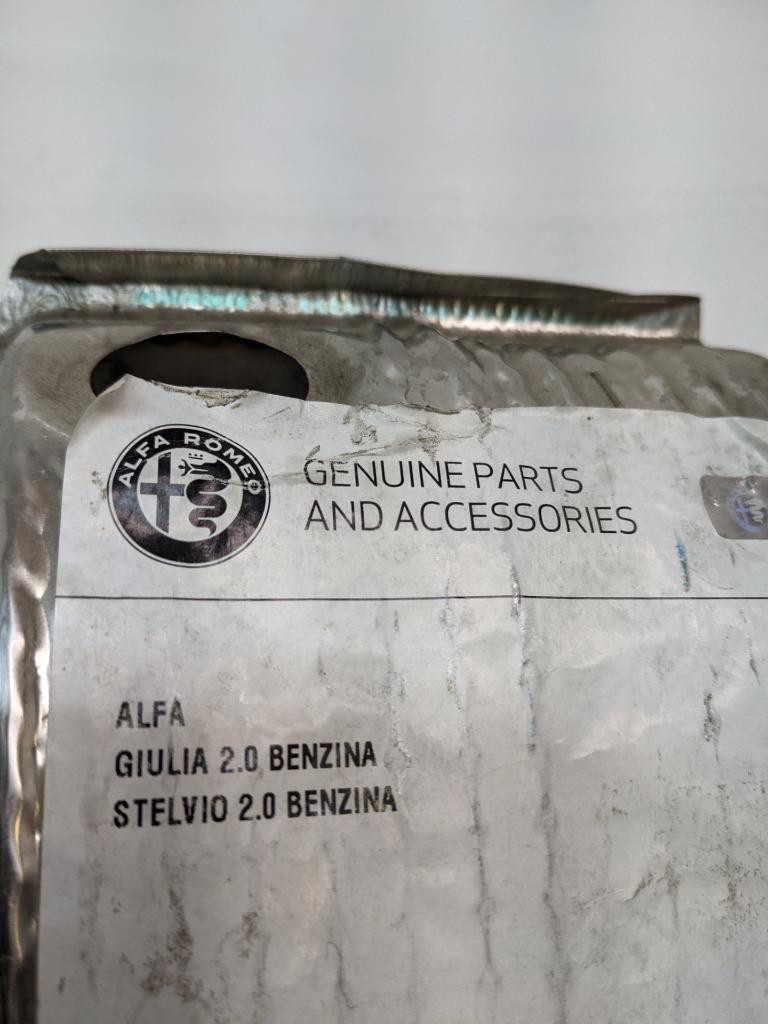 ALFA ROMEO
GENUINE PARTS
AND ACCESSORIES
ALFA
GIULIA 2.0 BENZINA
STELVIO 2.0 BENZINA